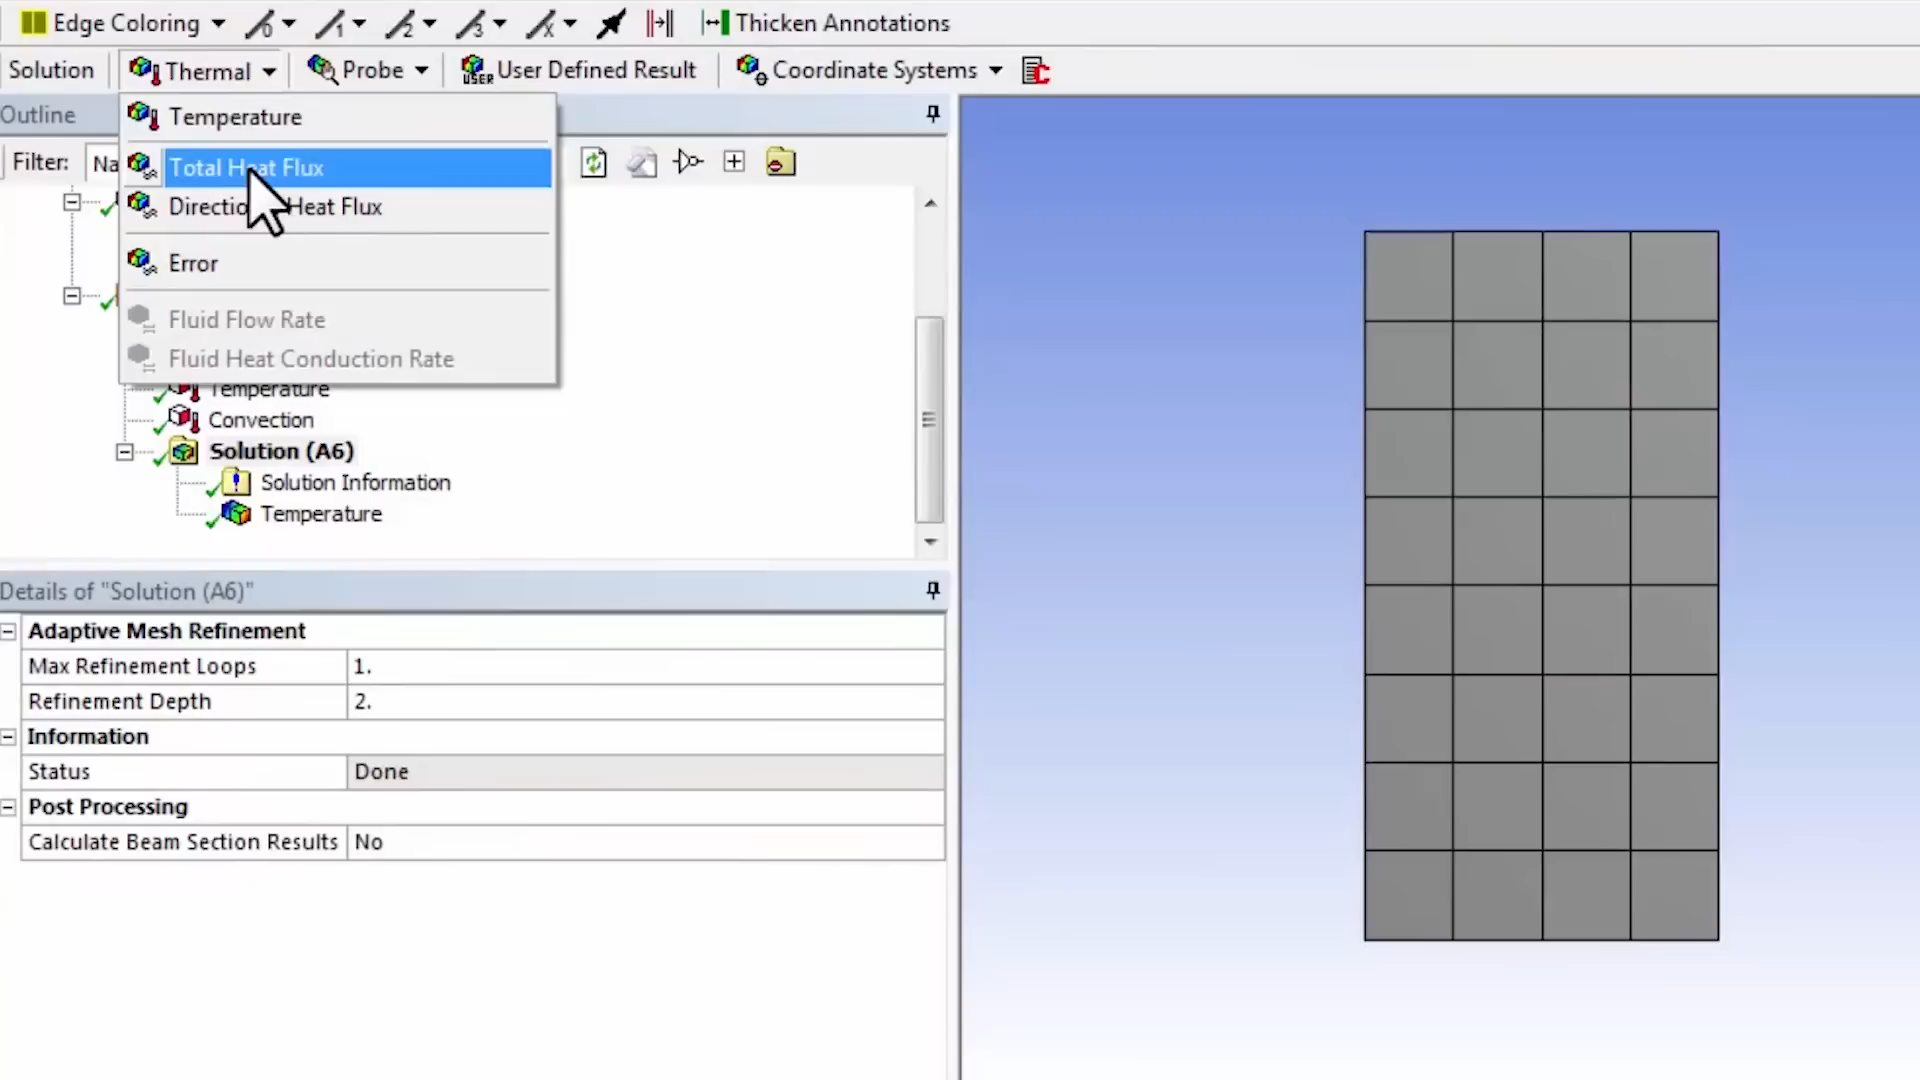 Edge Coloring
Thicken Annotations
Solution
Thermal
Probe
USER
User Defined Result
Coordinate Systems
Outline
Temperature
Filter: Na
Total Heat Flux
Heat Flux
Error
Fluid Flow Rate
Fluid Heat Conduction Rate
Temperature
Convection
Solution (A6)
Solution Information
Temperature
Details of "Solution (A6)"
Adaptive Mesh Refinement
Max Refinement Loops 1.
Refinement Depth 2.
Information
Status Done
Post Processing
Calculate Beam Section Results No